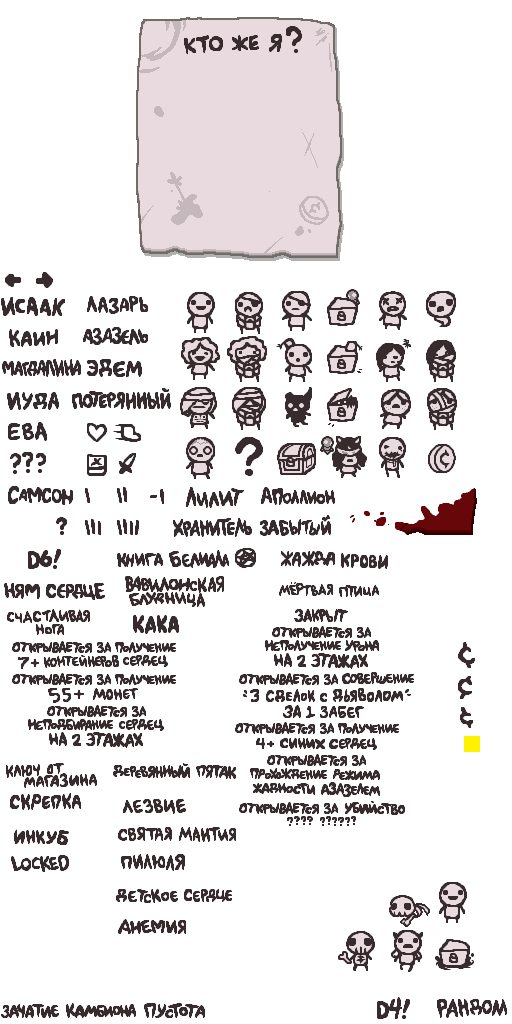 КТО ЖЕ Я?
ИСААК ЛАЗАРЬ
КАИН АЗАЗЕЛЬ
МАГДАЛИНА ЭДЕМ
ИУДА ПОТЕРЯННЫЙ
ЕВА
???
?
САМСОН I II -I ЛИЛИТ АПОЛЛИОН
? III IIII ХРАНИТЕЛЬ ЗАБЫТЫЙ
D6! КНИГА БЕЛИАЛА ЖАЖДА КРОВИ
НЯМ СЕРДЦЕ ВАВИЛОНСКАЯ БЛУДНИЦА МЁРТВАЯ ПТИЦА
СЧАСТЛИВАЯ НОГА КАКА
ЗАКРЫТ
ОТКРЫВАЕТСЯ ЗА
НЕПОЛУЧЕНИЕ УРОНА
НА 2 ЭТАЖАХ
ОТКРЫВАЕТСЯ ЗА ПОЛУЧЕНИЕ
7+ КОНТЕЙНЕРОВ СЕРДЕЦ
ОТКРЫВАЕТСЯ ЗА ПОЛУЧЕНИЕ
55+ МОНЕТ
ОТКРЫВАЕТСЯ ЗА
НЕПОДБИРАНИЕ СЕРДЕЦ
НА 2 ЭТАЖАХ
ОТКРЫВАЕТСЯ ЗА СОВЕРШЕНИЕ
"3 СДЕЛОК С ДЬЯВОЛОМ"
ЗА 1 ЗАБЕГ
ОТКРЫВАЕТСЯ ЗА ПОЛУЧЕНИЕ
4+ СИНИХ СЕРДЕЦ
ОТКРЫВАЕТСЯ ЗА
ПРОХОЖДЕНИЕ РЕЖИМА
ЖАДНОСТИ АЗАЗЕЛЕМ
ОТКРЫВАЕТСЯ ЗА УБИЙСТВО
???? ??????
¢
¢
¢
КЛЮЧ ОТ МАГАЗИНА ДЕРЕВЯННЫЙ ПЯТАК
СКРЕПКА ЛЕЗВИЕ
ИНКУБ СВЯТАЯ МАНТИЯ
LOCKED ПИЛЮЛЯ
ДЕТСКОЕ СЕРДЦЕ
АНЕМИЯ
ЗАЧАТИЕ КАМБИОНА ПУСТОТА D4! РАНДОМ